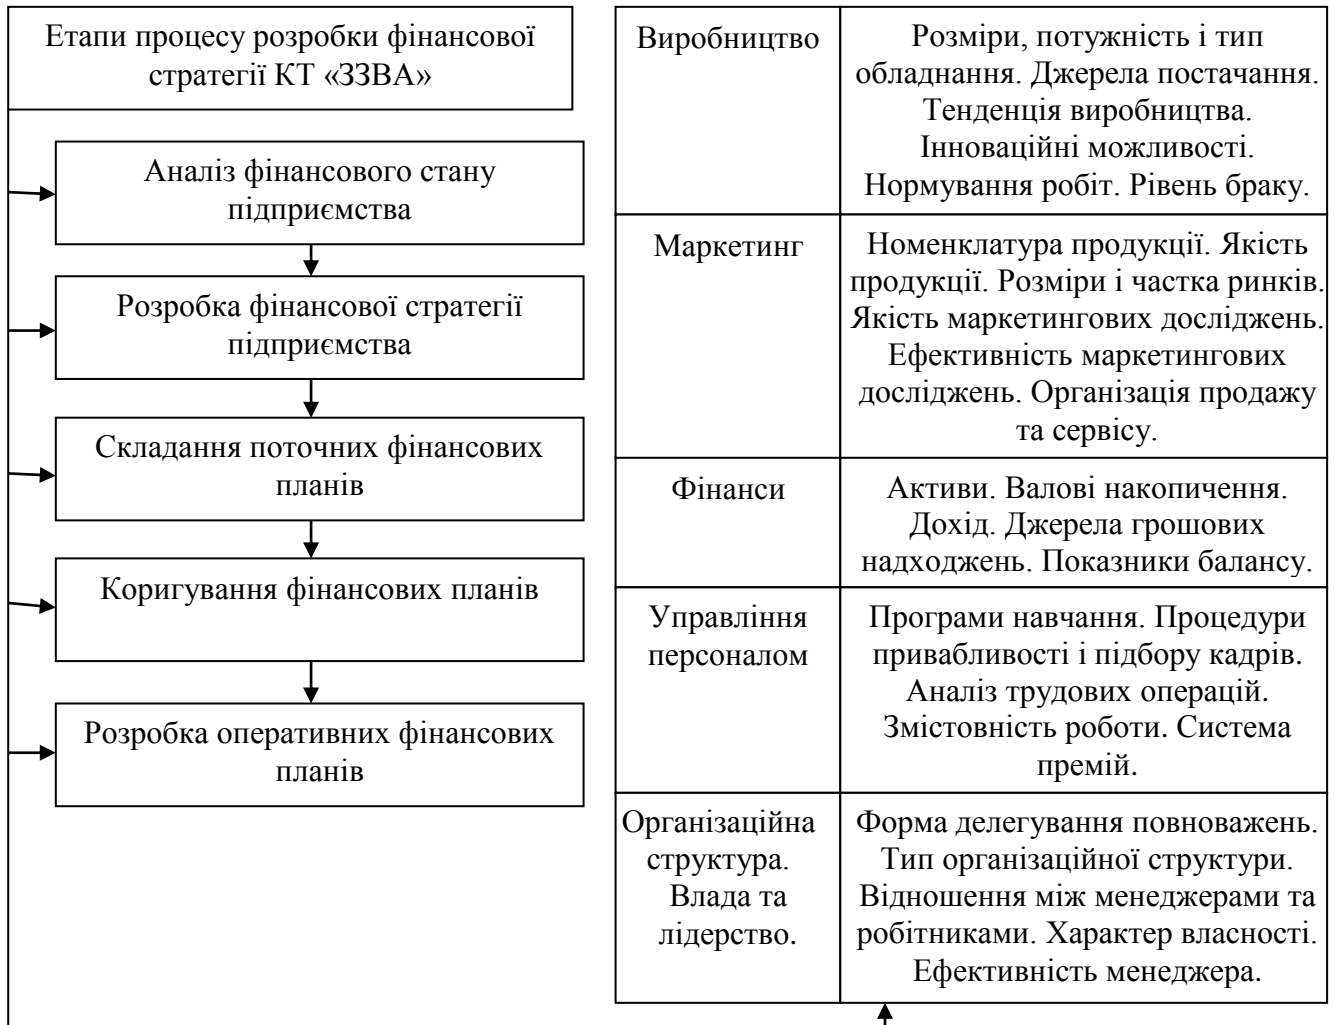 Етапи процесу розробки фінансової
стратегії КТ «ЗЗВА»
Аналіз фінансового стану
підприємства
Розробка фінансової стратегії
підприємства
Складання поточних фінансових
планів
Коригування фінансових планів
Розробка оперативних фінансових
планів
Виробництво
Розміри, потужність і тип
обладнання. Джерела постачання.
Тенденція виробництва.
Інноваційні можливості.
Нормування робіт. Рівень браку.
Маркетинг
Номенклатура продукції. Якість
продукції. Розміри і частка ринків.
Якість маркетингових досліджень.
Ефективність маркетингових
досліджень. Організація продажу
та сервісу.
Фінанси
Активи. Валові накопичення.
Дохід. Джерела грошових
надходжень. Показники балансу.
Управління
персоналом
Програми навчання. Процедури
привабливості і підбору кадрів.
Аналіз трудових операцій.
Змістовність роботи. Система
премій.
Організаційна
структура.
Влада та
лідерство.
Форма делегування повноважень.
Тип організаційної структури.
Відношення між менеджерами та
робітниками. Характер власності.
Ефективність менеджера.